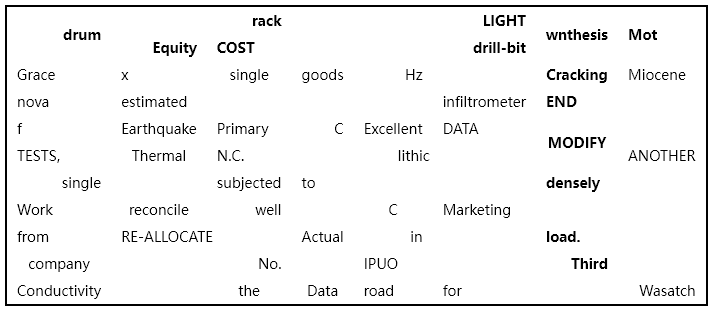 rack LIGHT
drum wnthesis Mot
Equity COST drill-bit
Grace x single goods Hz Cracking Miocene
nova estimated infiltrometer END
f Earthquake Primary C Excellent DATA
MODIFY
TESTS, Thermal N.C. lithic ANOTHER
single subjected to densely
Work reconcile well C Marketing
from RE-ALLOCATE Actual in load.
company No. IPUO Third
Conductivity the Data road for Wasatch